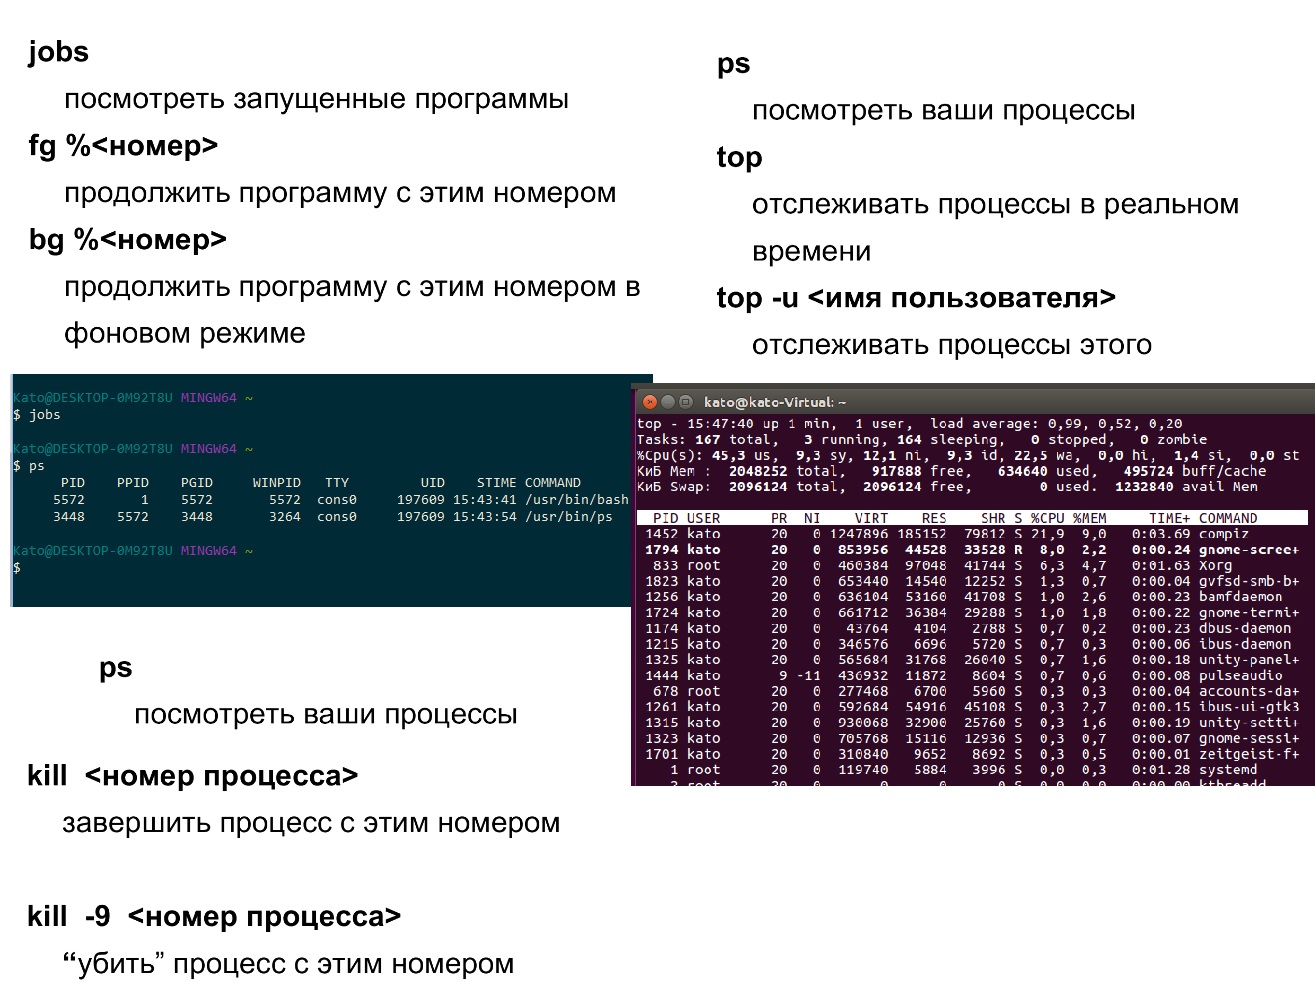 jobs
посмотреть запущенные программы
fg %<номер>
продолжить программу с этим номером
bg %<номер>
продолжить программу с этим номером в
фоновом режиме
ps
посмотреть ваши процессы
top
отслеживать процессы в реальном
времени
top -u <имя пользователя>
отслеживать процессы этого
Kato@DESKTOP-0M92T8U MINGW64 ~
$ jobs
Kato@DESKTOP-0M92T8U MINGW64 ~
$ ps
PID PPID PGID WINPID TTY UID STIME COMMAND
5572 1 5572 5572 cons0 197609 15:43:41 /usr/bin/bash
3448 5572 3448 3264 cons0 197609 15:43:54 /usr/bin/ps
Kato@DESKTOP-0M92T8U MINGW64 ~
$
kato@kato-Virtual: ~
top - 15:47:40 up 1 min, 1 user, load average: 0,99, 0,52, 0,20
Tasks: 167 total, 3 running, 164 sleeping, 0 stopped, 0 zombie
%Cpu(s): 45,3 us, 9,3 sy, 12,1 ni, 9,3 id, 22,5 wa, 0,0 hi, 1,4 si, 0,0 st
КиБ Mem : 2048252 total, 917888 free, 634640 used, 495724 buff/cache
КиБ Swap: 2096124 total, 2096124 free, 0 used. 1232840 avail Mem
PID USER PR NI VIRT RES SHR S %CPU %MEM TIME+ COMMAND
1452 kato 20 0 1247896 185152 79812 S 21,9 9,0 0:03.69 compiz
1794 kato 20 0 853956 44528 33528 R 8,0 2,2 0:00.24 gnome-scree+
833 root 20 0 460384 97048 41744 S 6,3 4,7 0:01.63 Xorg
1823 kato 20 0 653440 14540 12252 S 1,3 0,7 0:00.04 gvfsd-smb-b+
1256 kato 20 0 636104 53160 41708 S 1,0 2,6 0:00.23 bamfdaemon
1724 kato 20 0 661712 36384 29288 S 1,0 1,8 0:00.22 gnome-termi+
1174 kato 20 0 43764 4104 2788 S 0,7 0,2 0:00.23 dbus-daemon
1215 kato 20 0 346576 6696 5720 S 0,7 0,3 0:00.06 ibus-daemon
1325 kato 20 0 565684 31768 26040 S 0,7 1,6 0:00.18 unity-panel+
1444 kato 9 -11 436932 11872 8604 S 0,7 0,6 0:00.08 pulseaudio
678 root 20 0 277468 6700 5960 S 0,3 0,3 0:00.04 accounts-da+
1261 kato 20 0 592684 54916 45108 S 0,3 2,7 0:00.15 ibus-ui-gtk3
1315 kato 20 0 930068 32900 25760 S 0,3 1,6 0:00.19 unity-setti+
1323 kato 20 0 705768 15116 12936 S 0,3 0,7 0:00.07 gnome-sessi+
1701 kato 20 0 310840 9652 8692 S 0,3 0,5 0:00.01 zeitgeist-f+
1 root 20 0 119740 5884 3996 S 0,0 0,3 0:01.28 systemd
2 root 20 0 0 0 0 S 0,0 0,0 0:00.00 kthreadd
ps
посмотреть ваши процессы
kill <номер процесса>
завершить процесс с этим номером
kill -9 <номер процесса>
“убить” процесс с этим номером